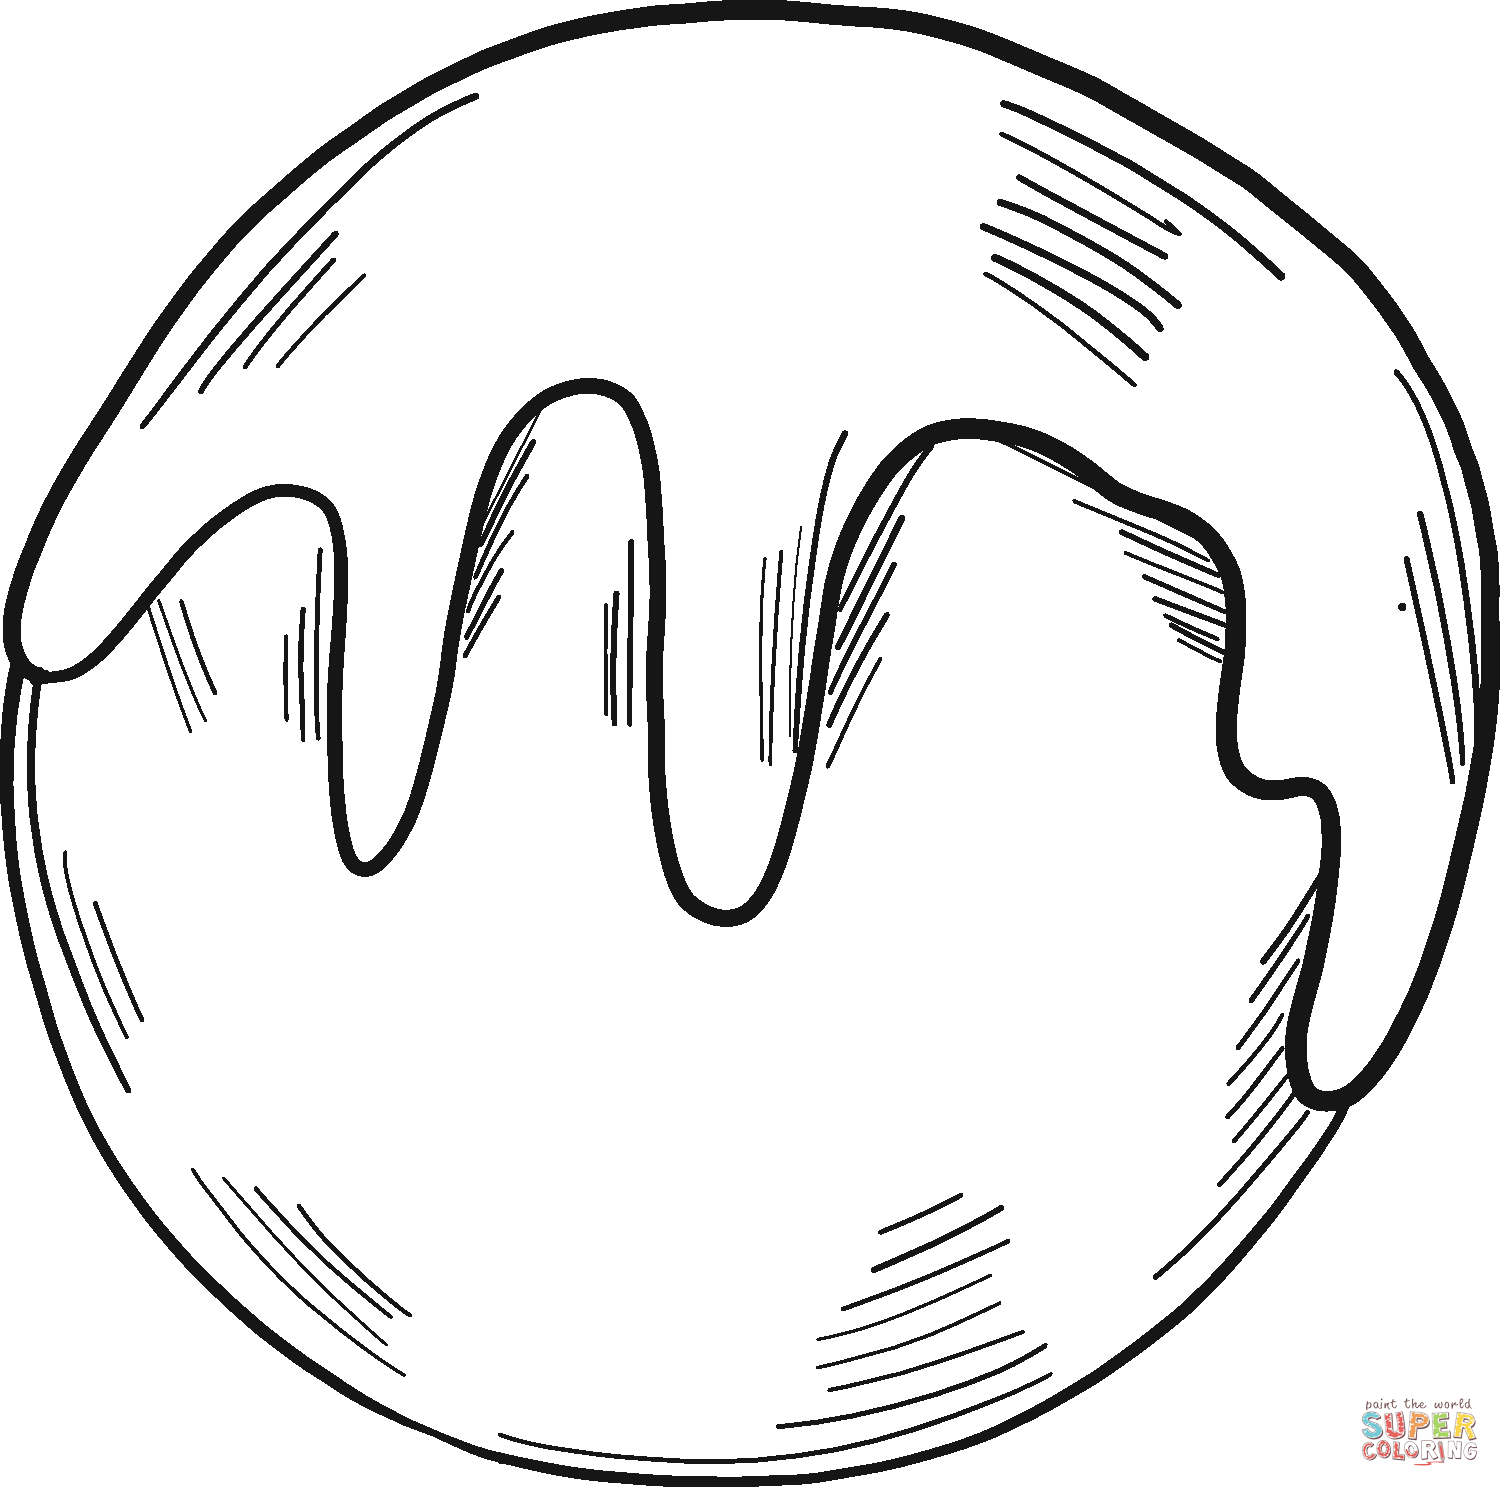 paint the world
SUPER
COLORING